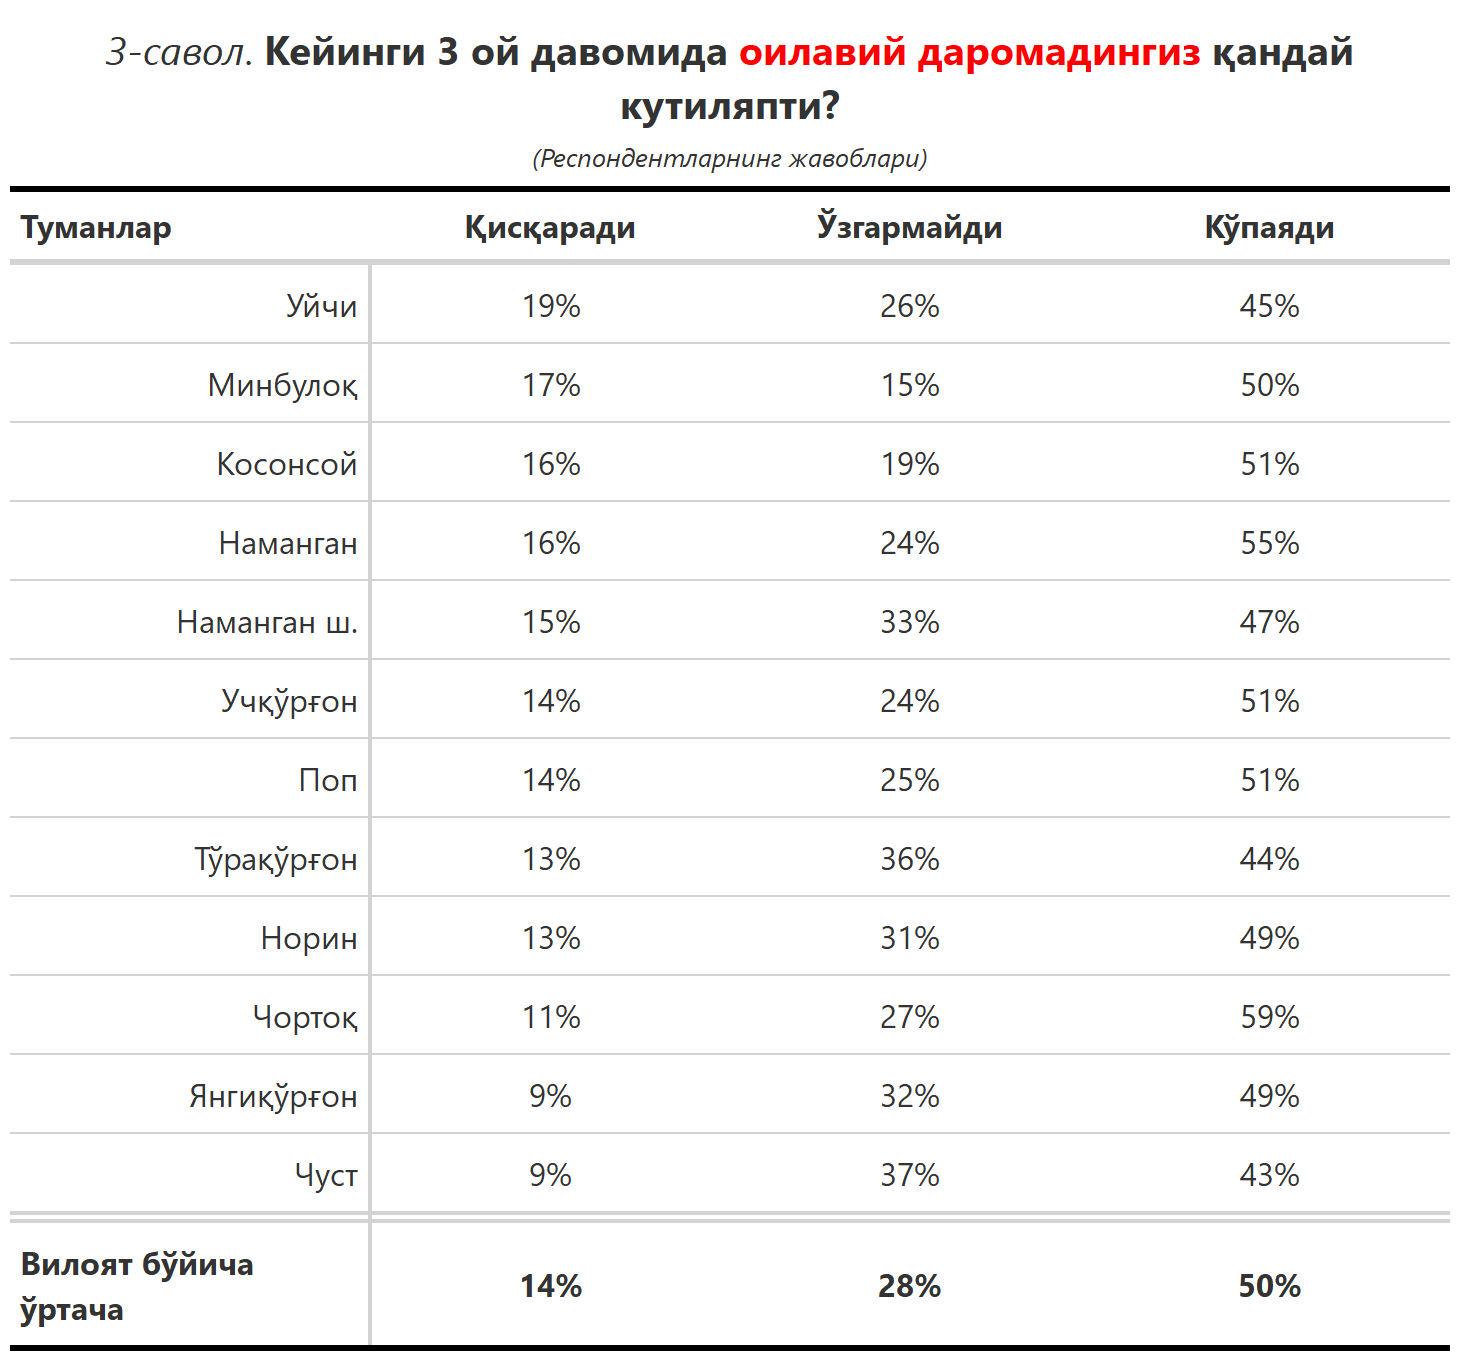 3-савол. Кейинги 3 ой давомида оилавий даромадингиз қандай
кутиляпти?
(Респондентларнинг жавоблари)
Туманлар Қисқаради Ўзгармайди Кўпаяди
Уйчи 19% 26% 45%
Минбулоқ 17% 15% 50%
Косонсой 16% 19% 51%
Наманган 16% 24% 55%
Наманган ш. 15% 33% 47%
Учқўрғон 14% 24% 51%
Поп 14% 25% 51%
Тўрақўрғон 13% 36% 44%
Норин 13% 31% 49%
Чортоқ 11% 27% 59%
Янгиқўрғон 9% 32% 49%
Чуст 9% 37% 43%
Вилоят бўйича
ўртача 14% 28% 50%